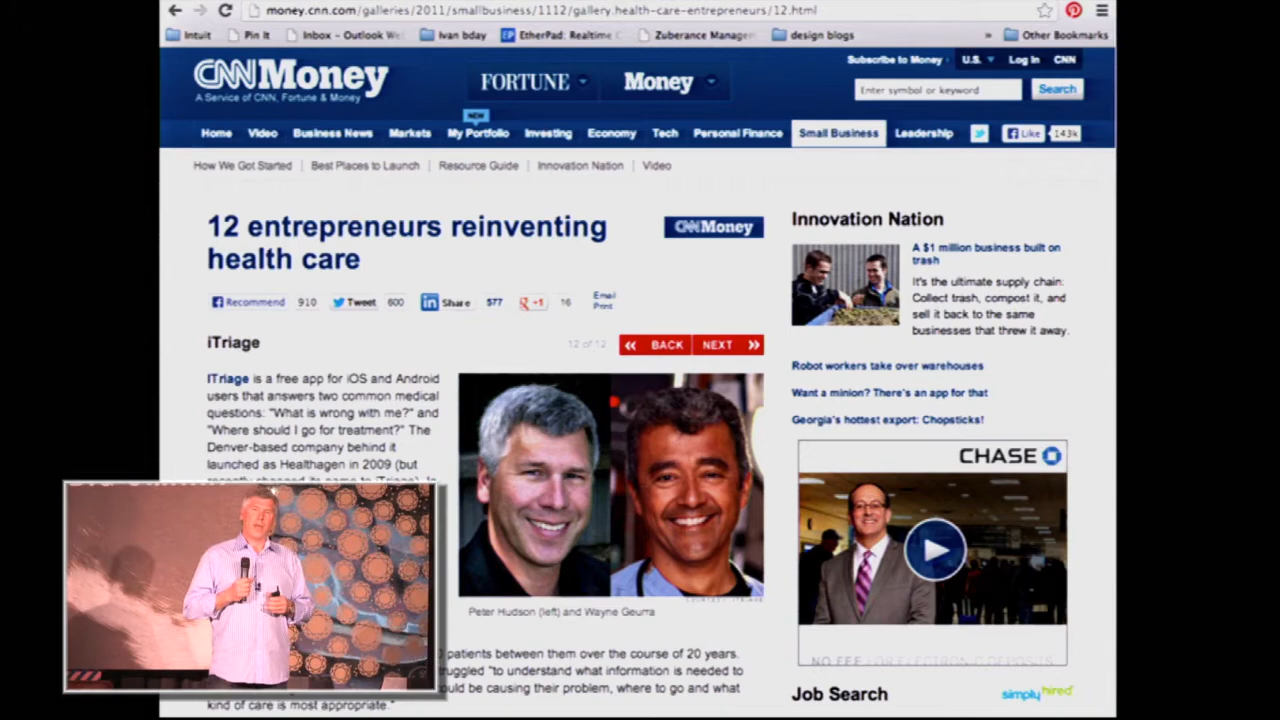 money.cnn.com/galleries/2011/smallbusiness/1112/gallery.health-care-entrepreneurs/12.html
Intuit Pin It Inbox – Outlook We Ivan bday EtherPad: Realtime C Zuberance Manager design blogs » Other Bookmarks
Subscribe to Money U.S. Log In CNN
CNNMoney
A Service of CNN, Fortune & Money
FORTUNE Money
Enter symbol or keyword Search
NEW
Home Video Business News Markets My Portfolio Investing Economy Tech Personal Finance Small Business Leadership Like 143k
How We Got Started | Best Places to Launch | Resource Guide | Innovation Nation | Video
12 entrepreneurs reinventing
health care
CNNMoney
Recommend 910 Tweet 600 in Share 577 +1 16 Email
Print
iTriage 12 of 12 BACK NEXT
ITriage is a free app for iOS and Android
users that answers two common medical
questions: "What is wrong with me?" and
"Where should I go for treatment?" The
Denver-based company behind it
launched as Healthagen in 2009 (but
Peter Hudson (left) and Wayne Geurra
patients between them over the course of 20 years.
"to understand what information is needed to
be causing their problem, where to go and what
kind of care is most appropriate."
Innovation Nation
A $1 million business built on
trash
It's the ultimate supply chain:
Collect trash, compost it, and
sell it back to the same
businesses that threw it away.
Robot workers take over warehouses
Want a minion? There's an app for that
Georgia's hottest export: Chopsticks!
CHASE
NO FEE FOR ELECTRONIC DEPOSITS
Job Search simplyhired